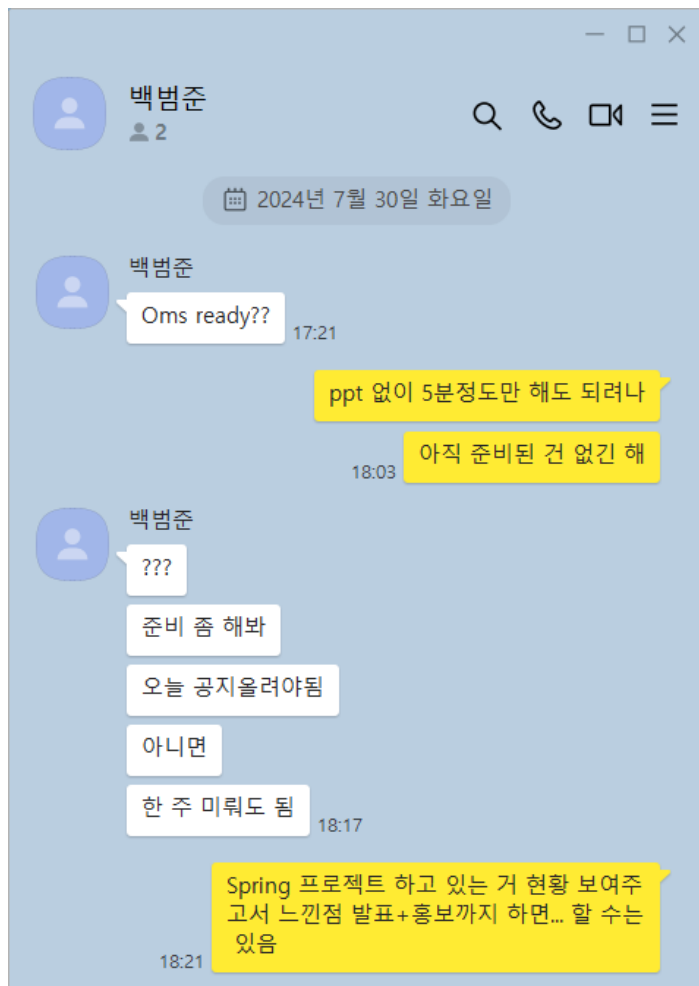 백범준
2
2024년 7월 30일 화요일
백범준
Oms ready??
17:21
ppt 없이 5분정도만 해도 되려나
아직 준비된 건 없긴 해
18:03
백범준
???
준비 좀 해봐
오늘 공지올려야됨
아니면
한 주 미뤄도 됨
18:17
Spring 프로젝트 하고 있는 거 현황 보여주
고서 느낀점 발표+홍보까지 하면... 할 수는
있음
18:21